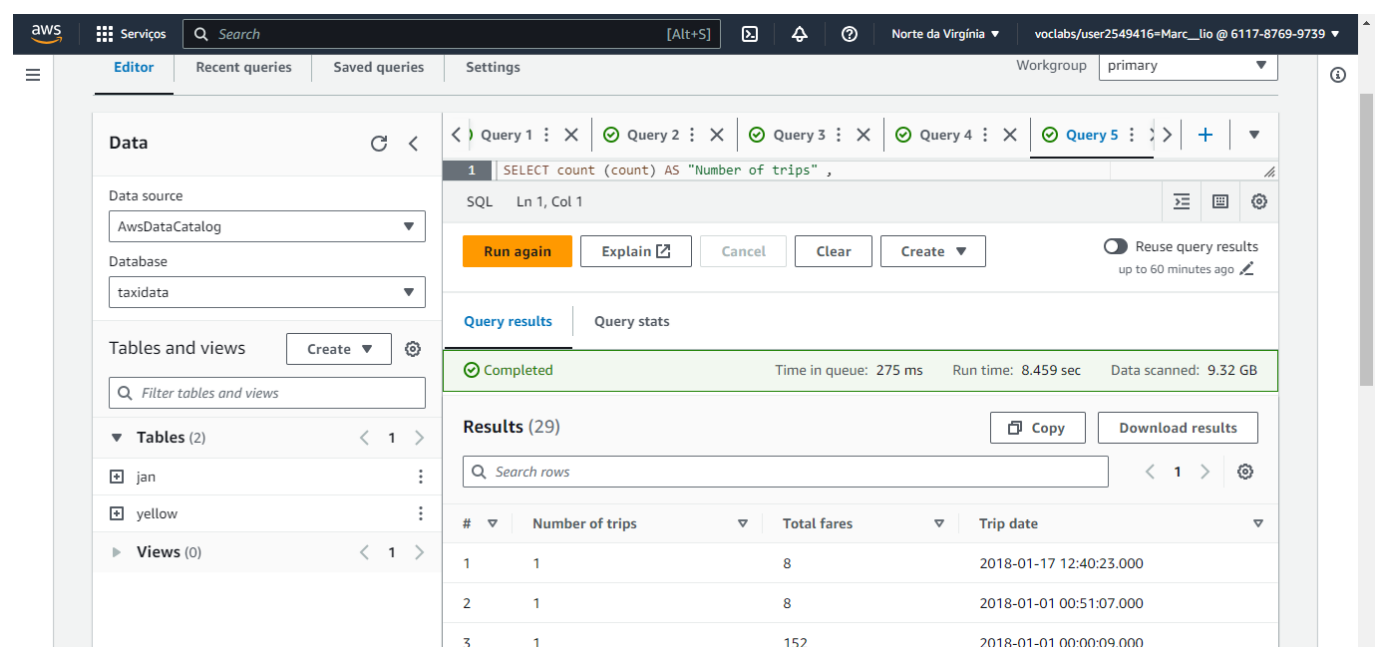 aws Serviços Search [Alt+S] Norte da Virgínia voclabs/user2549416=Marc__lio @ 6117-8769-9739
Editor Recent queries Saved queries Settings Workgroup primary
Data
Data source
AwsDataCatalog
Database
taxidata
Tables and views Create
Filter tables and views
Tables (2) 1
jan
yellow
Views (0) 1
Query 1 Query 2 Query 3 Query 4 Query 5
1 SELECT count (count) AS "Number of trips" ,
SQL Ln 1, Col 1
Run again Explain Cancel Clear Create Reuse query results
up to 60 minutes ago
Query results Query stats
Completed Time in queue: 275 ms Run time: 8.459 sec Data scanned: 9.32 GB
Results (29) Copy Download results
Search rows 1
# Number of trips Total fares Trip date
1 1 8 2018-01-17 12:40:23.000
2 1 8 2018-01-01 00:51:07.000
3 1 152 2018-01-01 00:00:09.000